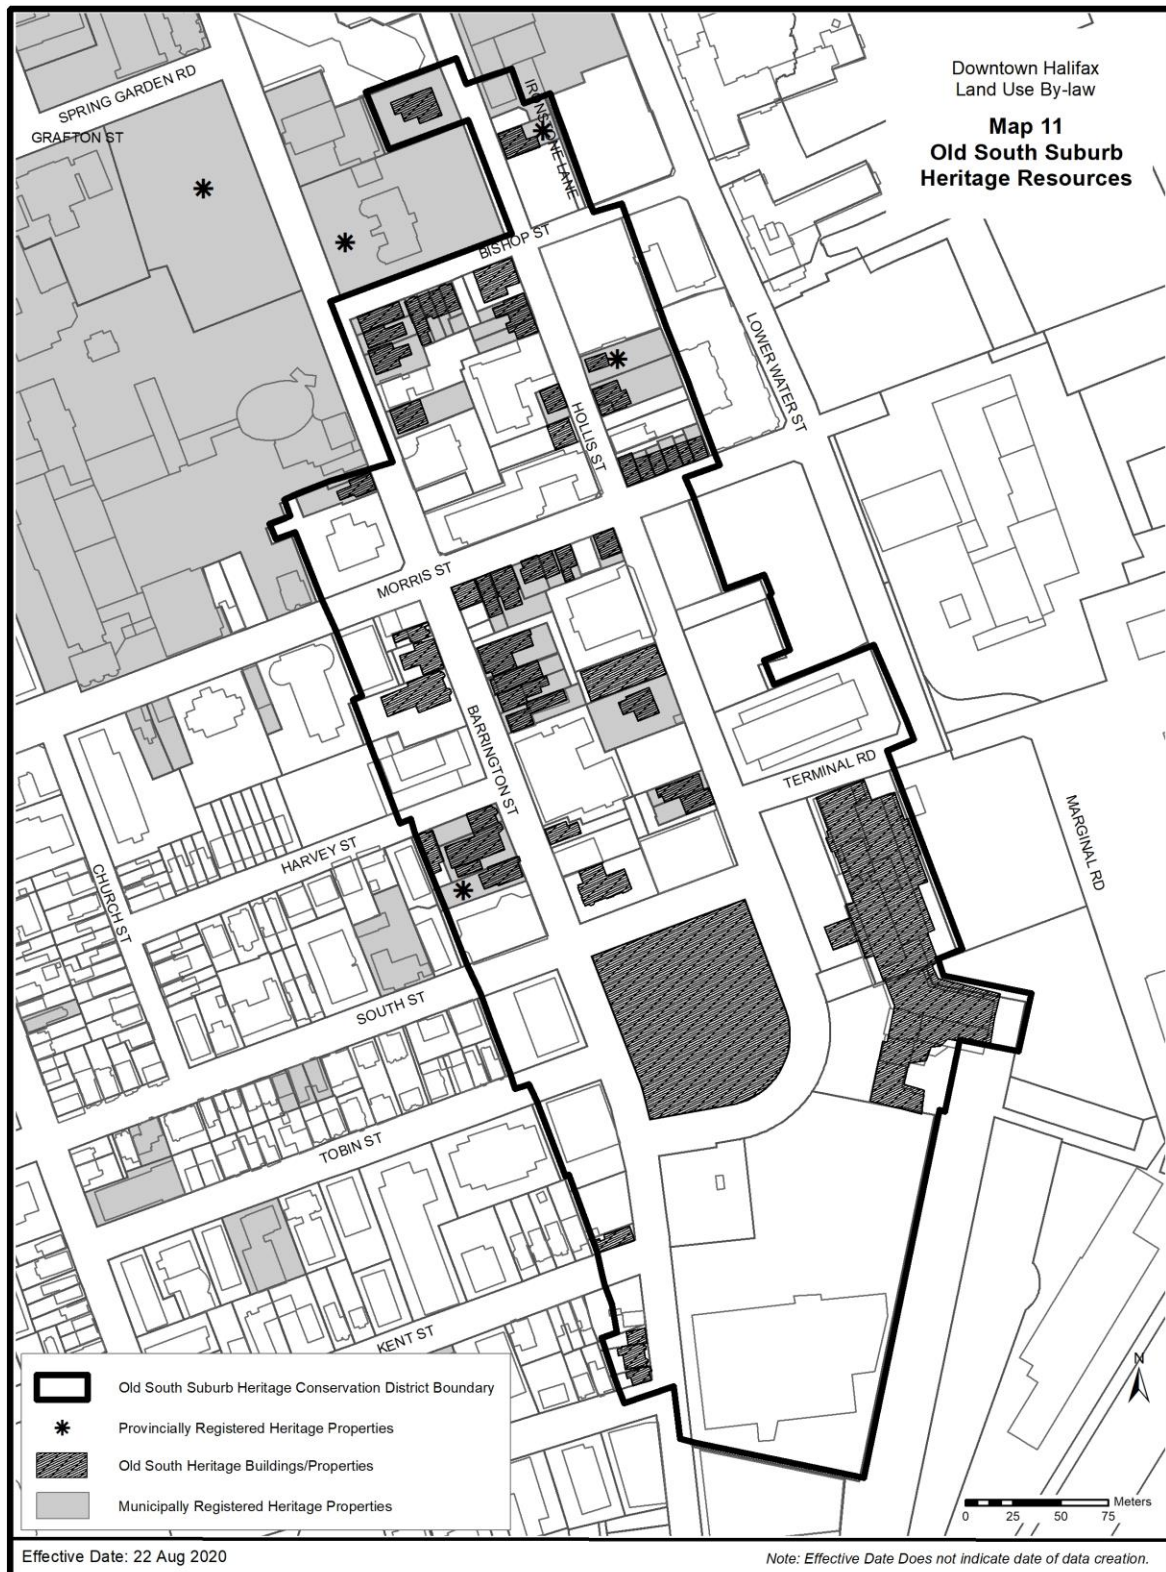 Downtown Halifax
Land Use By-law
Map 11
Old South Suburb
Heritage Resources
SPRING GARDEN RD
GRAFTON ST
IRONSTONE LANE
BISHOP ST
LOWER WATER ST
HOLLIS ST
MORRIS ST
BARRINGTON ST
TERMINAL RD
MARGINAL RD
HARVEY ST
CHURCH ST
SOUTH ST
TOBIN ST
KENT ST
Old South Suburb Heritage Conservation District Boundary
Provincially Registered Heritage Properties
Old South Heritage Buildings/Properties
Municipally Registered Heritage Properties
N
Meters
0 25 50 75
Effective Date: 22 Aug 2020
Note: Effective Date Does not indicate date of data creation.